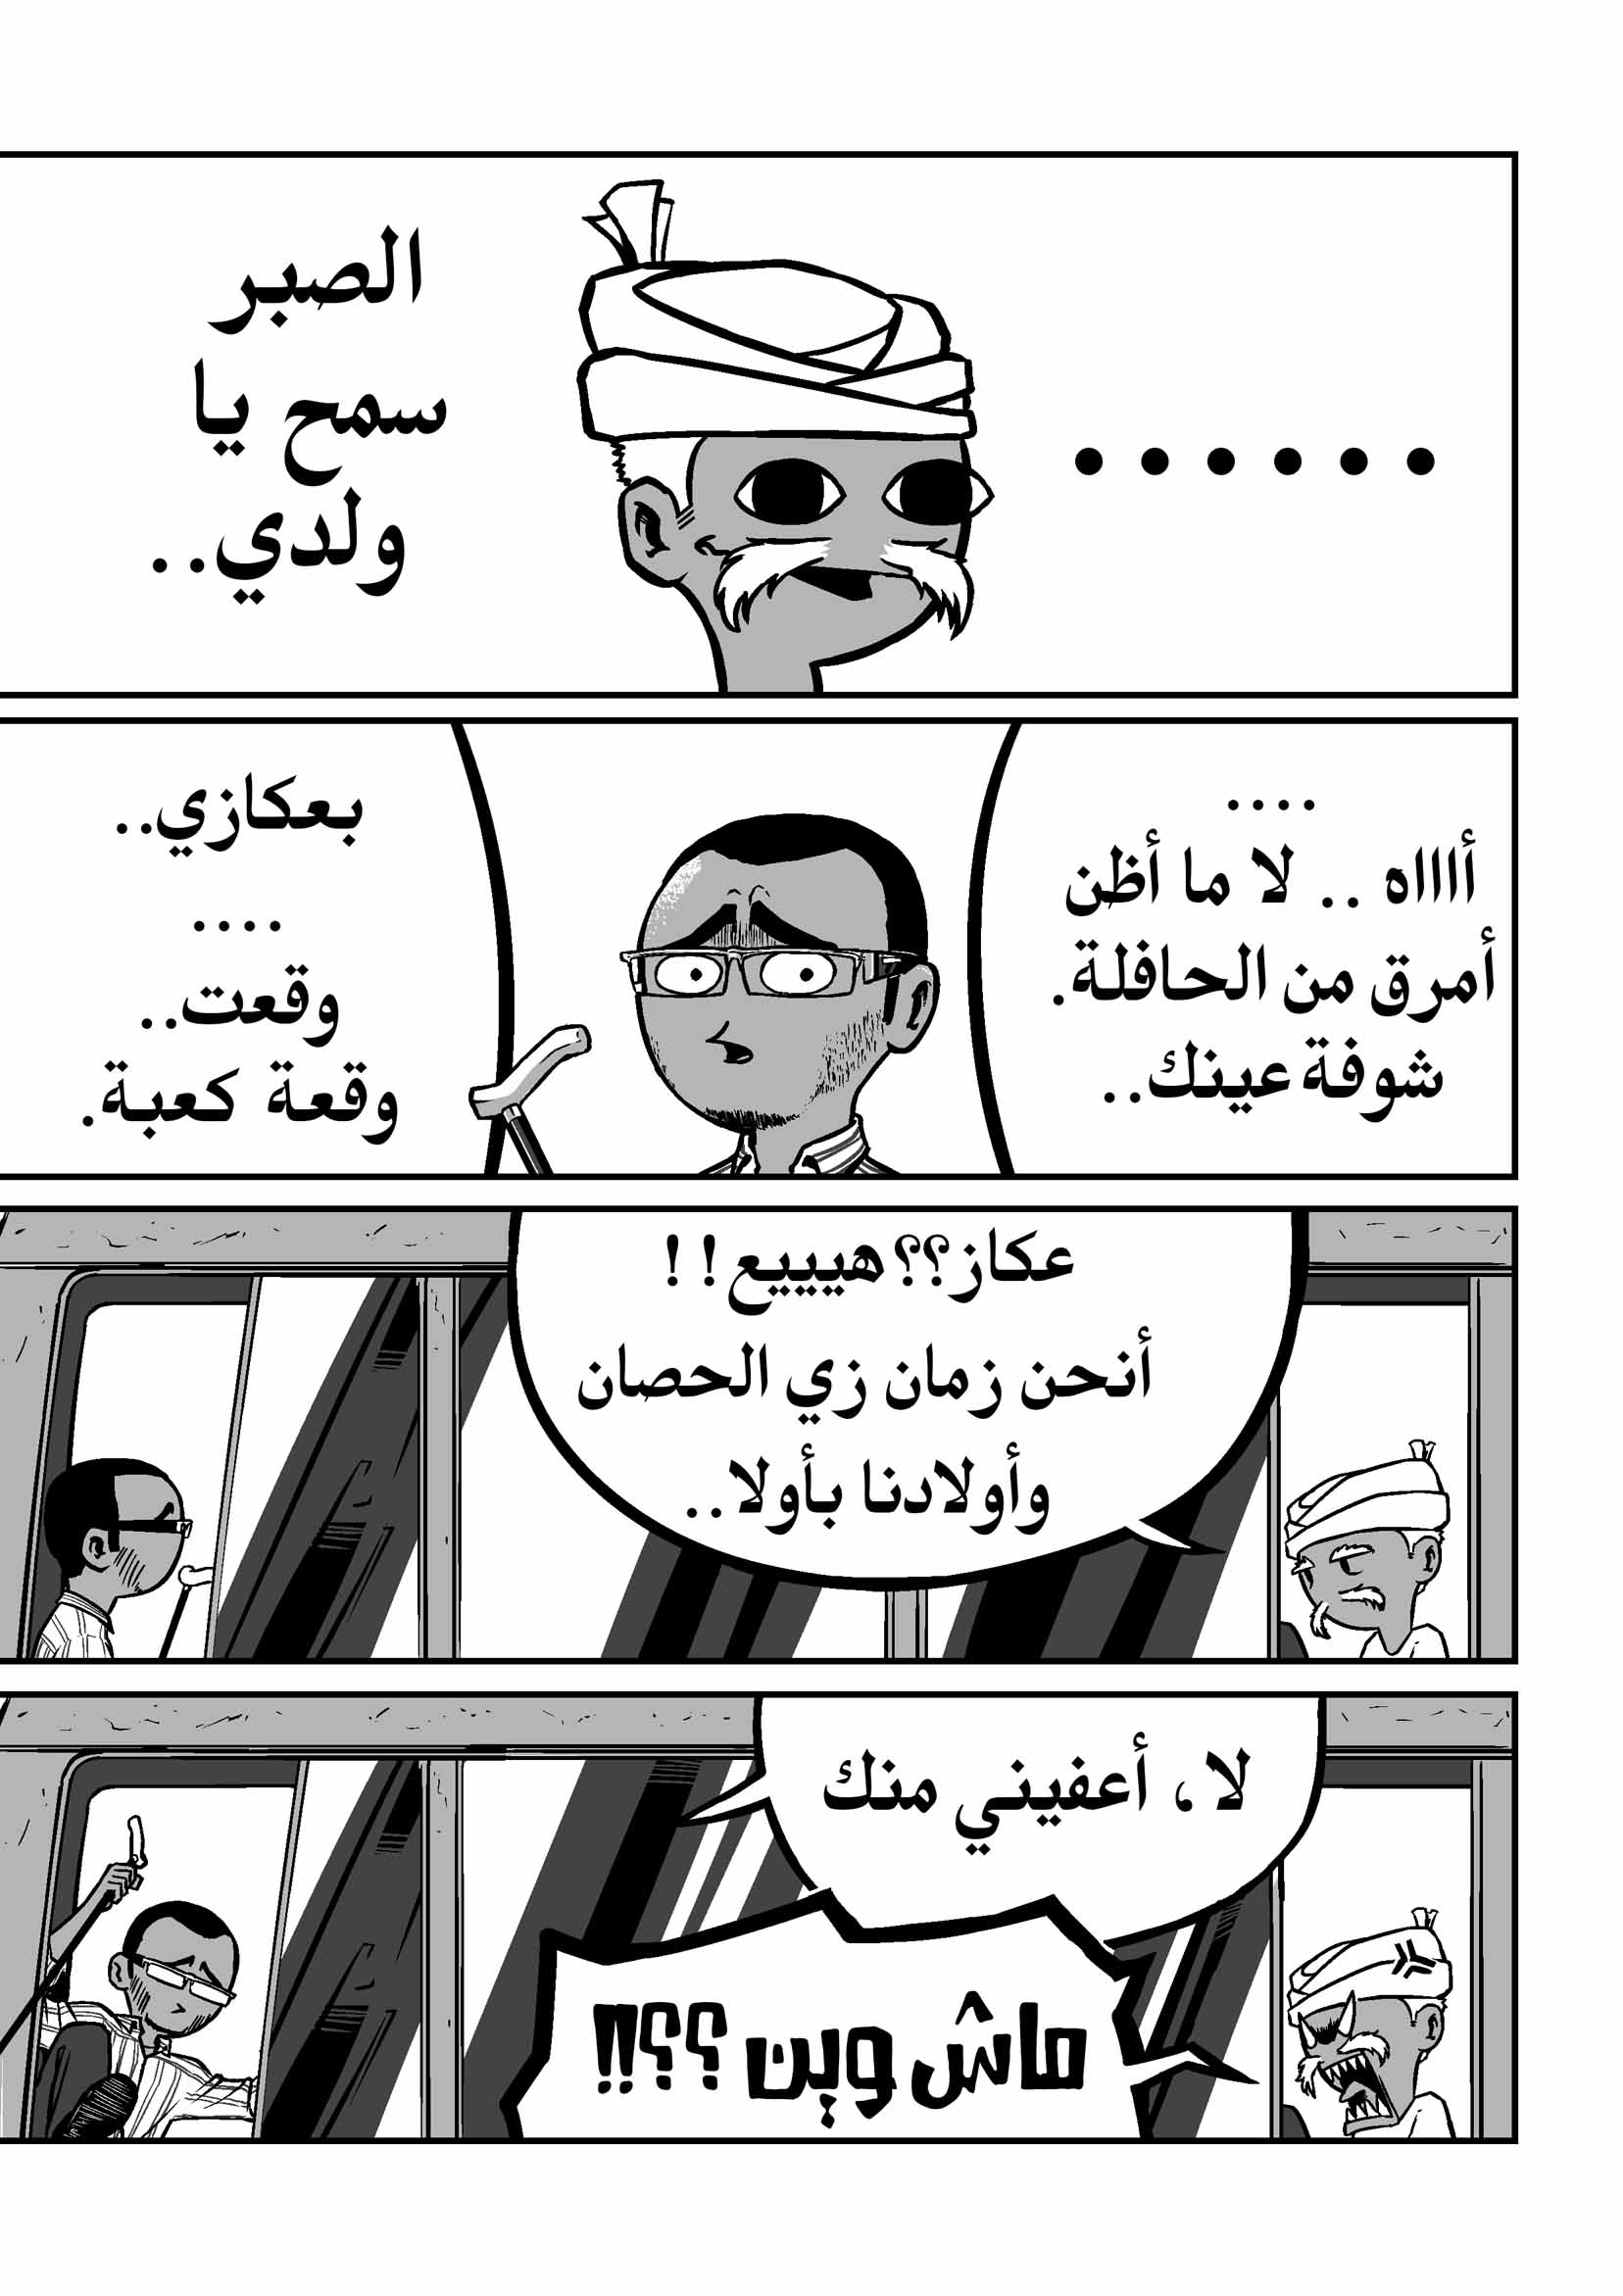 ......
الصبر
سمح يا
ولدي..
....
أاااه .. لا ما أظن
أمرق من الحافلة.
شوفة عينك..
بعكازي..
....
وقعت..
وقعة كعبة.
عكاز؟؟ هيييع!!
أنحن زمان زي الحصان
وأولادنا بأولا..
لا، أعفيني منك
ماش وين ؟؟!!